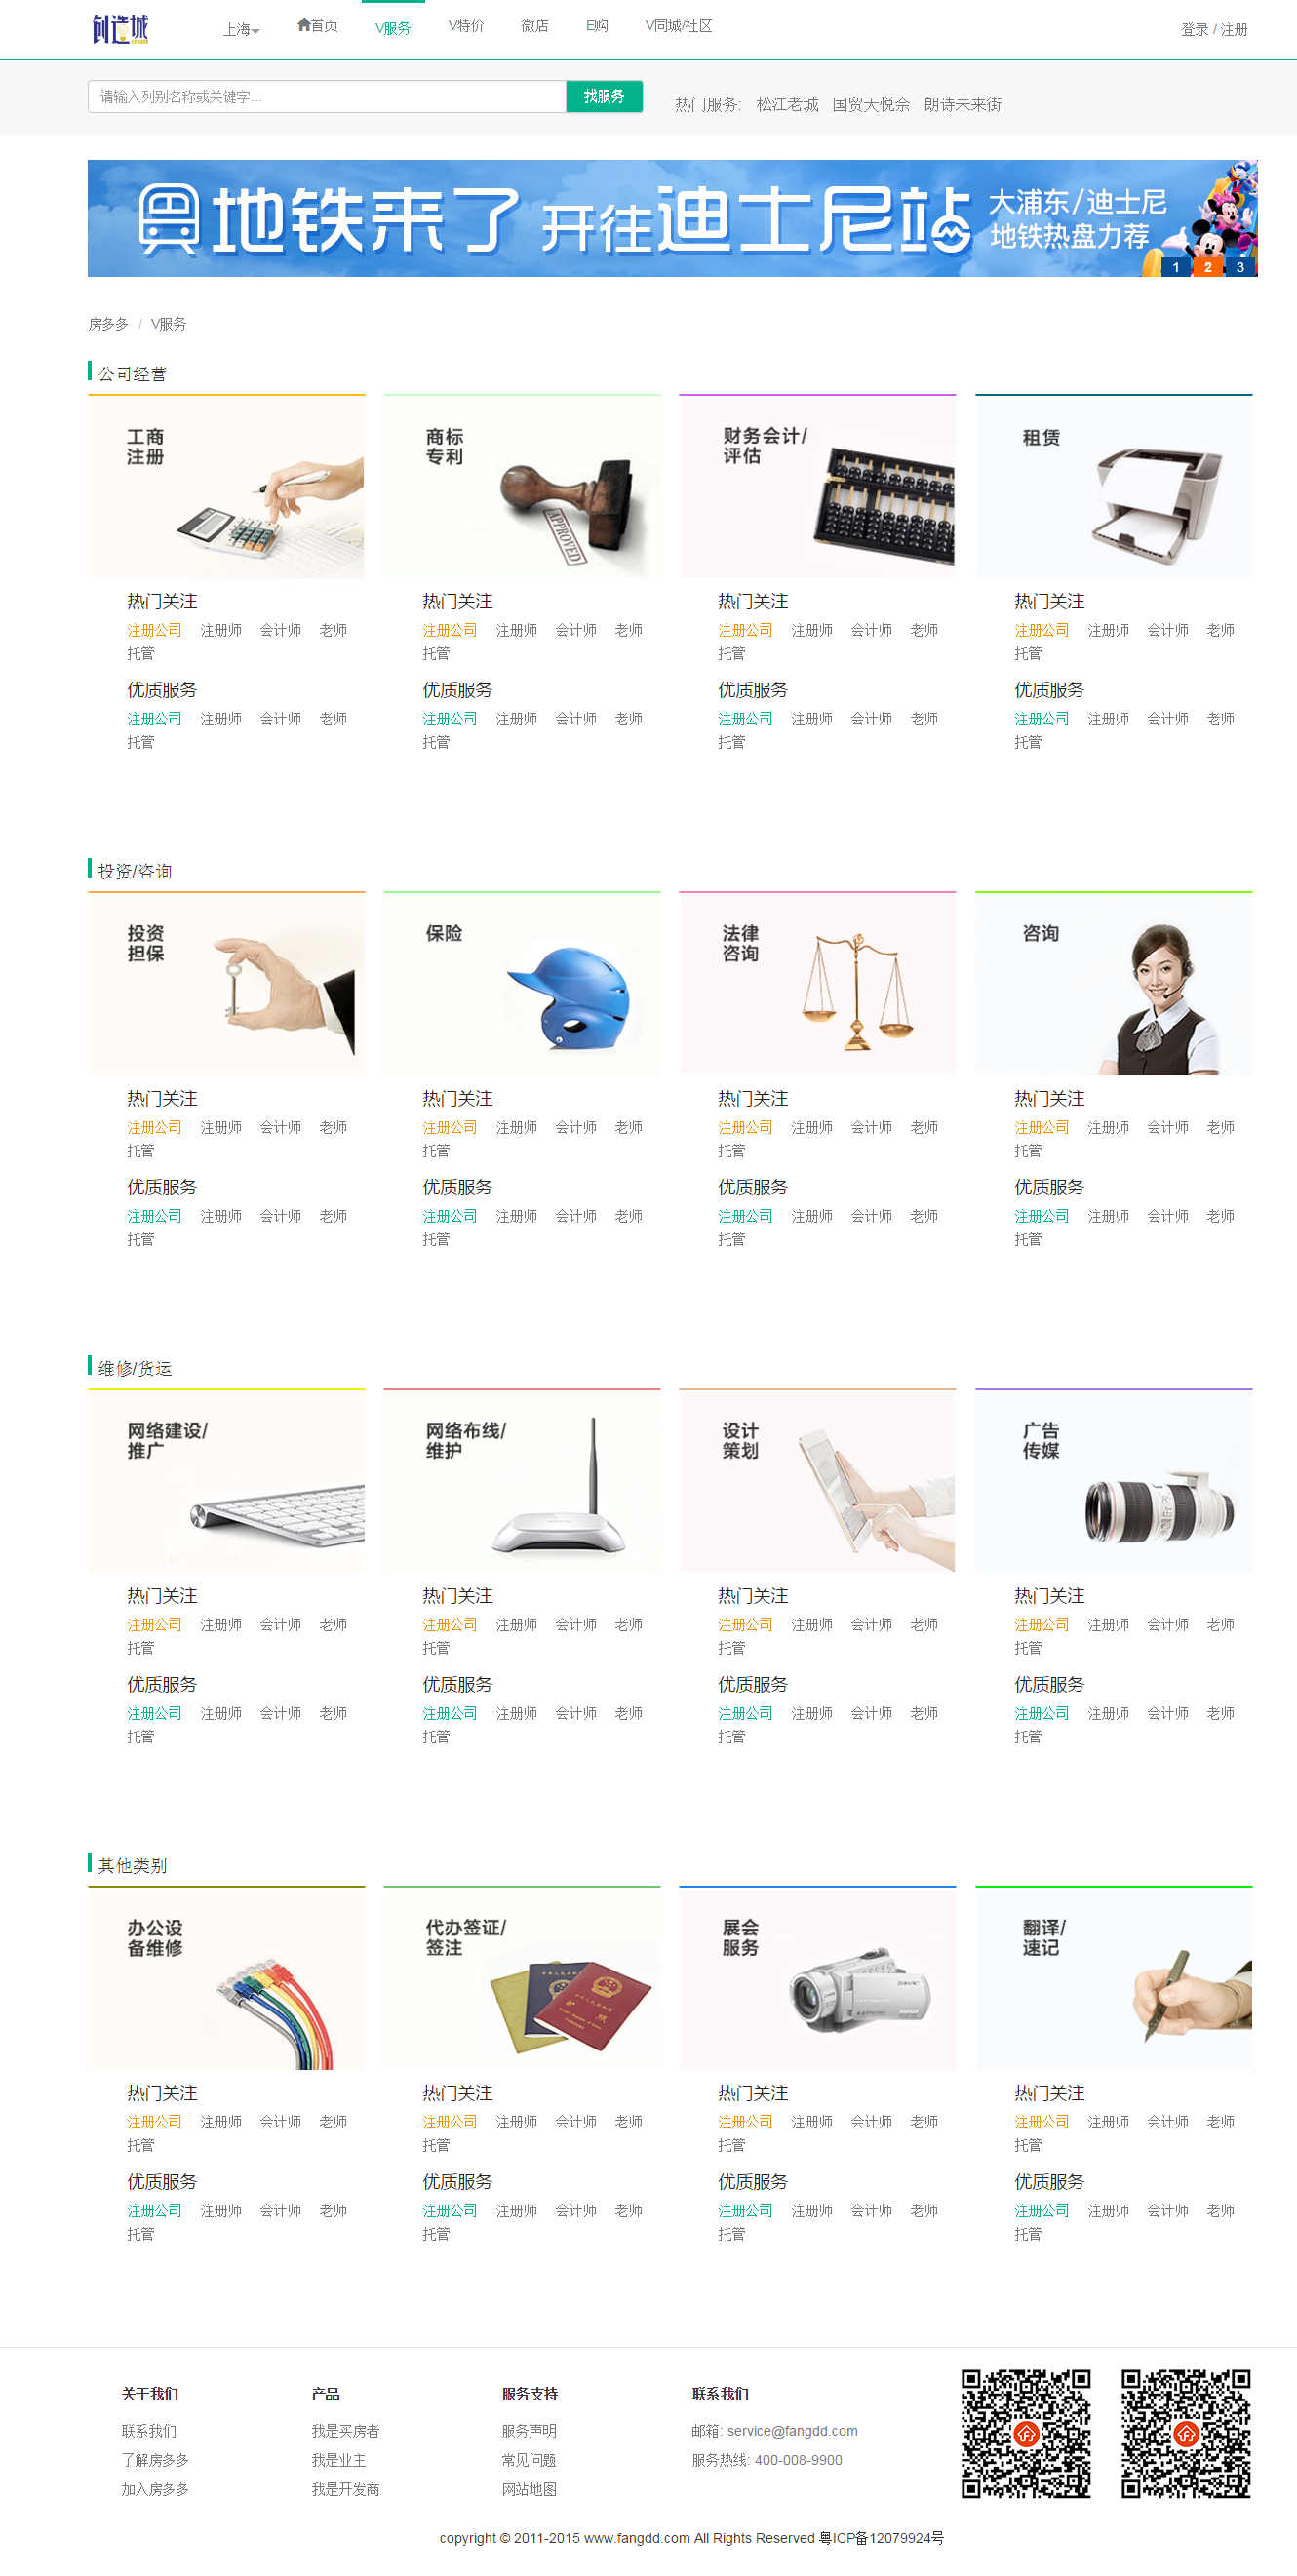 创造城 上海 首页 V服务 V特价 微店 E购 V同城/社区 登录 / 注册
请输入列别名称或关键字... 找服务 热门服务: 松江老城 国贸天悦佘 朗诗未来街
地铁来了 开往迪士尼站 大浦东/迪士尼
地铁热盘力荐
1 2 3
房多多 / V服务
公司经营
工商 商标 财务会计/ 租赁
注册 专利 评估
APPROVED
热门关注 热门关注 热门关注 热门关注
注册公司 注册师 会计师 老师 注册公司 注册师 会计师 老师 注册公司 注册师 会计师 老师 注册公司 注册师 会计师 老师
托管 托管 托管 托管
优质服务 优质服务 优质服务 优质服务
注册公司 注册师 会计师 老师 注册公司 注册师 会计师 老师 注册公司 注册师 会计师 老师 注册公司 注册师 会计师 老师
托管 托管 托管 托管
投资/咨询
投资 保险 法律 咨询
担保 咨询
热门关注 热门关注 热门关注 热门关注
注册公司 注册师 会计师 老师 注册公司 注册师 会计师 老师 注册公司 注册师 会计师 老师 注册公司 注册师 会计师 老师
托管 托管 托管 托管
优质服务 优质服务 优质服务 优质服务
注册公司 注册师 会计师 老师 注册公司 注册师 会计师 老师 注册公司 注册师 会计师 老师 注册公司 注册师 会计师 老师
托管 托管 托管 托管
维修/货运
网络建设/ 网络布线/ 设计 广告
推广 维护 策划 传媒
热门关注 热门关注 热门关注 热门关注
注册公司 注册师 会计师 老师 注册公司 注册师 会计师 老师 注册公司 注册师 会计师 老师 注册公司 注册师 会计师 老师
托管 托管 托管 托管
优质服务 优质服务 优质服务 优质服务
注册公司 注册师 会计师 老师 注册公司 注册师 会计师 老师 注册公司 注册师 会计师 老师 注册公司 注册师 会计师 老师
托管 托管 托管 托管
其他类别
办公设 代办签证/ 展会 翻译/
备维修 签注 服务 速记
热门关注 热门关注 热门关注 热门关注
注册公司 注册师 会计师 老师 注册公司 注册师 会计师 老师 注册公司 注册师 会计师 老师 注册公司 注册师 会计师 老师
托管 托管 托管 托管
优质服务 优质服务 优质服务 优质服务
注册公司 注册师 会计师 老师 注册公司 注册师 会计师 老师 注册公司 注册师 会计师 老师 注册公司 注册师 会计师 老师
托管 托管 托管 托管
关于我们 产品 服务支持 联系我们
联系我们 我是买房者 服务声明 邮箱: service@fangdd.com
了解房多多 我是业主 常见问题 服务热线: 400-008-9900
加入房多多 我是开发商 网站地图
copyright © 2011-2015 www.fangdd.com All Rights Reserved 粤ICP备12079924号